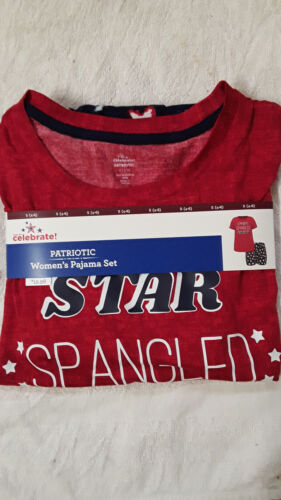 S (4-6) S (4-6) S (4-6) S (4-6) S (4-6) S (4-6) S (4-6)
celebrate!
PATRIOTIC
Women's Pajama Set
STAR
SPANGLED